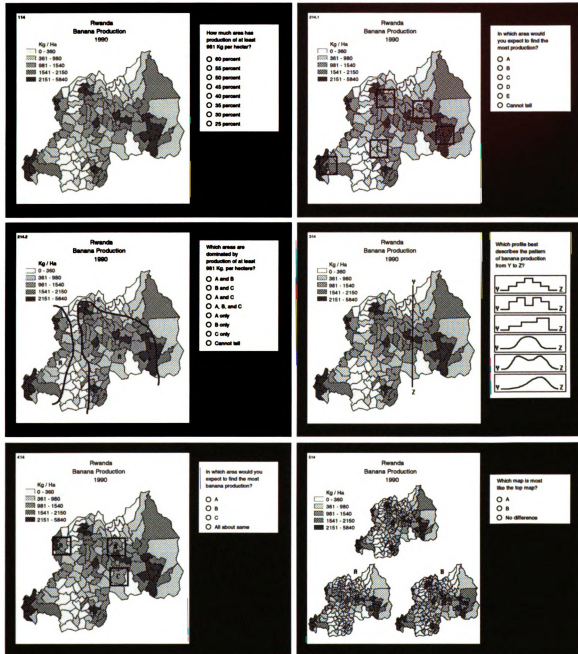 114
Rwanda
Banana Production
1990
Kg / Ha
0 - 360
361 - 980
981 - 1540
1541 - 2150
2151 - 5840
How much area has
production of at least
981 Kg per hectar?
60 percent
55 percent
50 percent
45 percent
40 percent
35 percent
30 percent
25 percent
214.1
Rwanda
Banana Production
1990
Kg / Ha
0 - 360
361 - 980
981 - 1540
1541 - 2150
2151 - 5840
In which area would
you expect to find the
most production?
A
B
C
D
E
Cannot tell
214.2
Rwanda
Banana Production
1990
Kg / Ha
0 - 360
361 - 980
981 - 1540
1541 - 2150
2151 - 5840
Which areas are
dominated by
production of at least
981 Kg. per hectare?
A and B
B and C
A and C
A, B, and C
A only
B only
C only
Cannot tell
314
Rwanda
Banana Production
1990
Kg / Ha
0 - 360
361 - 980
981 - 1540
1541 - 2150
2151 - 5840
Y
Z
Which profile best
describes the pattern
of banana production
from Y to Z?
Y Z
Y Z
Y Z
Y Z
Y Z
Y Z
414
Rwanda
Banana Production
1990
Kg / Ha
0 - 360
361 - 980
981 - 1540
1541 - 2150
2151 - 5840
In which area would you
expect to find the most
banana production?
A
B
C
All about same
514
Rwanda
Banana Production
1990
Kg / Ha
0 - 360
361 - 980
981 - 1540
1541 - 2150
2151 - 5840
B
B
Which map is most
like the top map?
A
B
No difference